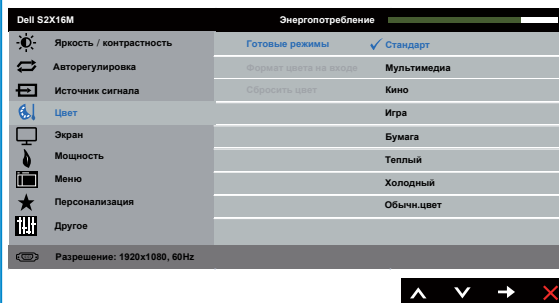 Dell S2X16M Энергопотребление
Яркость / контрастность Готовые режимы Стандарт
Авторегулировка Формат цвета на входе Мультимедиа
Источник сигнала Сбросить цвет Кино
Цвет Игра
Экран Бумага
Мощность Теплый
Меню Холодный
Персонализация Обычн.цвет
Другое
Разрешение: 1920x1080, 60Hz